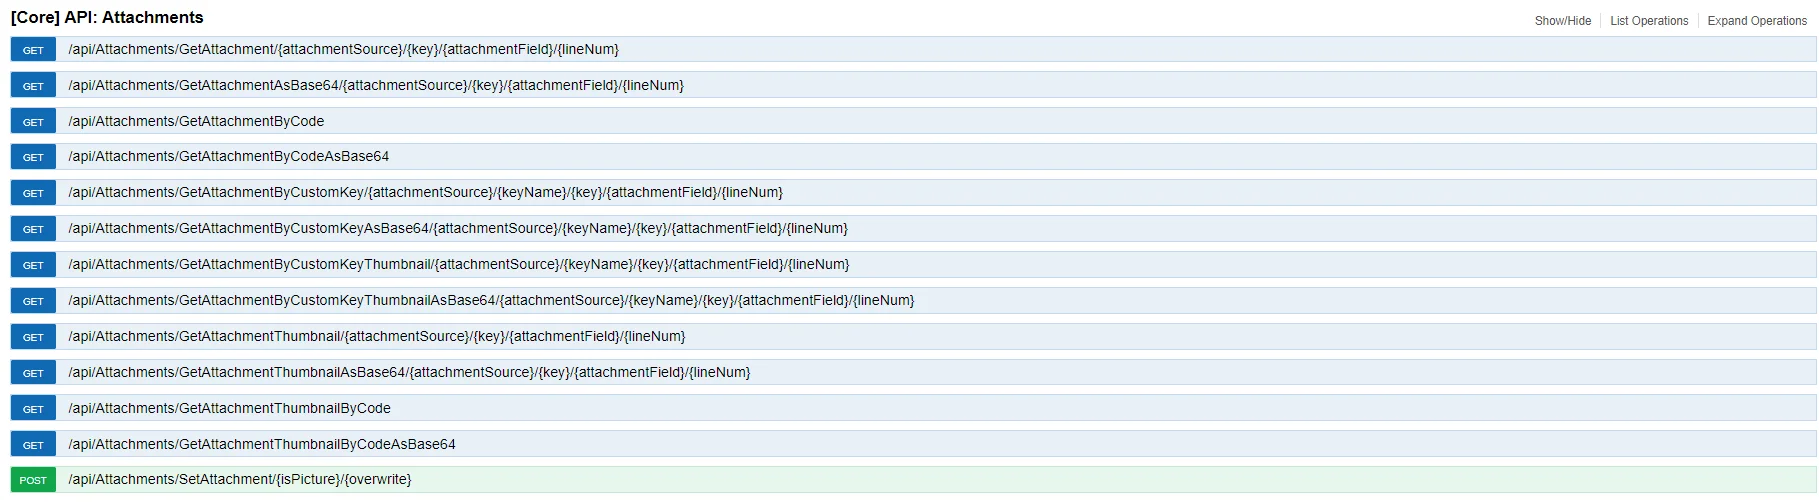 [Core] API: Attachments
Show/Hide List Operations Expand Operations
GET /api/Attachments/GetAttachment/{attachmentSource}/{key}/{attachmentField}/{lineNum}
GET /api/Attachments/GetAttachmentAsBase64/{attachmentSource}/{key}/{attachmentField}/{lineNum}
GET /api/Attachments/GetAttachmentByCode
GET /api/Attachments/GetAttachmentByCodeAsBase64
GET /api/Attachments/GetAttachmentByCustomKey/{attachmentSource}/{keyName}/{key}/{attachmentField}/{lineNum}
GET /api/Attachments/GetAttachmentByCustomKeyAsBase64/{attachmentSource}/{keyName}/{key}/{attachmentField}/{lineNum}
GET /api/Attachments/GetAttachmentByCustomKeyThumbnail/{attachmentSource}/{keyName}/{key}/{attachmentField}/{lineNum}
GET /api/Attachments/GetAttachmentByCustomKeyThumbnailAsBase64/{attachmentSource}/{keyName}/{key}/{attachmentField}/{lineNum}
GET /api/Attachments/GetAttachmentThumbnail/{attachmentSource}/{key}/{attachmentField}/{lineNum}
GET /api/Attachments/GetAttachmentThumbnailAsBase64/{attachmentSource}/{key}/{attachmentField}/{lineNum}
GET /api/Attachments/GetAttachmentThumbnailByCode
GET /api/Attachments/GetAttachmentThumbnailByCodeAsBase64
POST /api/Attachments/SetAttachment/{isPicture}/{overwrite}